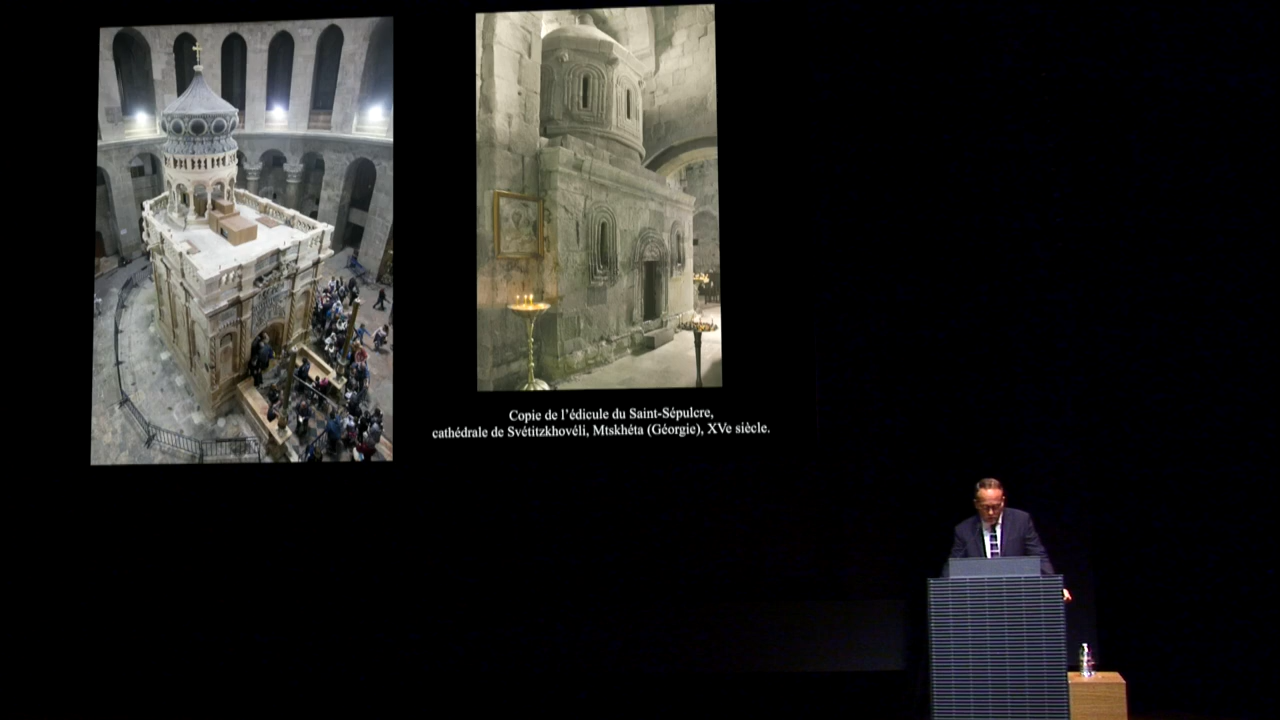 Copie de l'édicule du Saint-Sépulcre,
cathédrale de Svétitzkhovéli, Mtskhéta (Géorgie), XVe siècle.